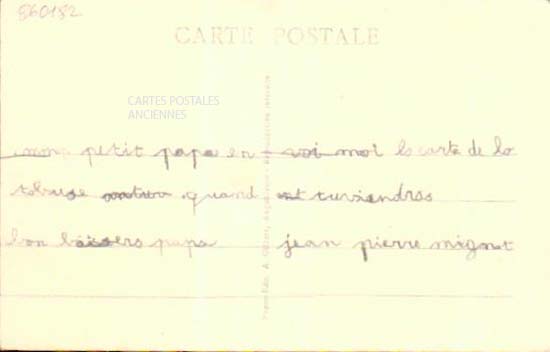 860182
CARTE POSTALE
CARTES POSTALES
ANCIENNES
mon petit papa en voi moi la carte de la
quand tu viendras
bon baisers papa jean pierre mignot